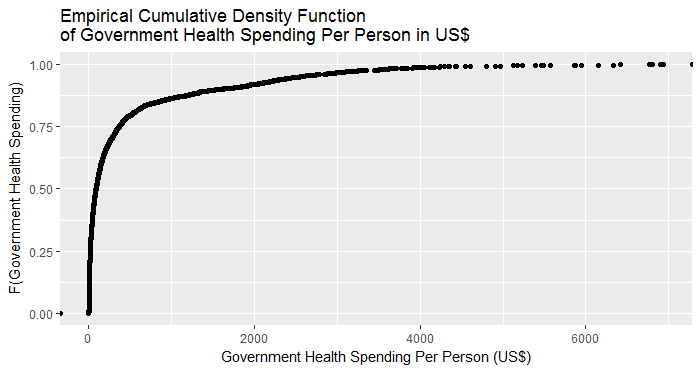 Empirical Cumulative Density Function
of Government Health Spending Per Person in US$
F(Government Health Spending)
1.00
0.75
0.50
0.25
0.00
0 2000 4000 6000
Government Health Spending Per Person (US$)